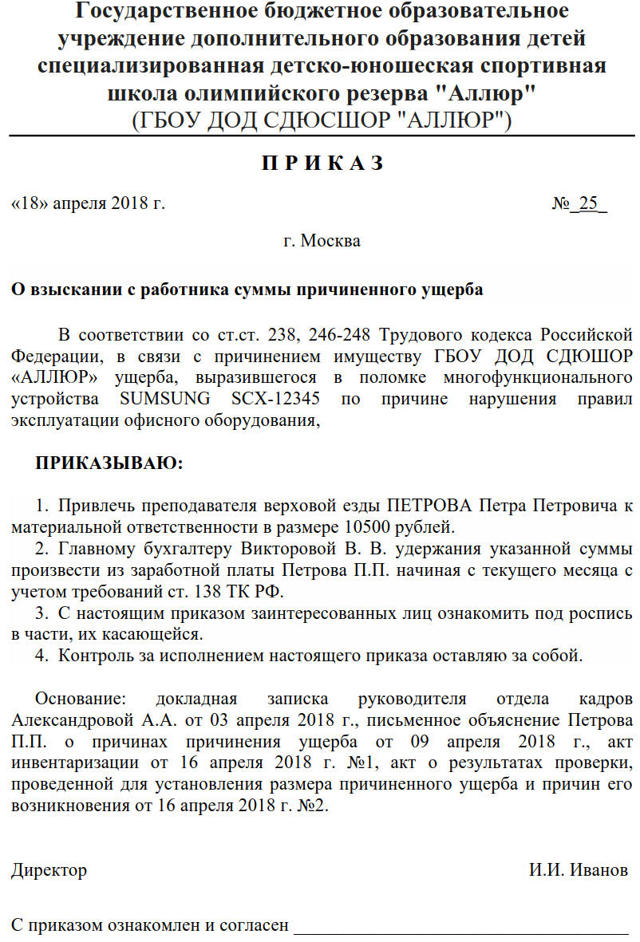 Государственное бюджетное образовательное
учреждение дополнительного образования детей
специализированная детско-юношеская спортивная
школа олимпийского резерва "Аллюр"
(ГБОУ ДОД СДЮСШОР "АЛЛЮР")
П Р И К А З
«18» апреля 2018 г. №_25_
г. Москва
О взыскании с работника суммы причиненного ущерба
В соответствии со ст.ст. 238, 246-248 Трудового кодекса Российской
Федерации, в связи с причинением имуществу ГБОУ ДОД СДЮШОР
«АЛЛЮР» ущерба, выразившегося в поломке многофункционального
устройства SUMSUNG SCX-12345 по причине нарушения правил
эксплуатации офисного оборудования,
ПРИКАЗЫВАЮ:
1. Привлечь преподавателя верховой езды ПЕТРОВА Петра Петровича к
материальной ответственности в размере 10500 рублей.
2. Главному бухгалтеру Викторовой В. В. удержания указанной суммы
произвести из заработной платы Петрова П.П. начиная с текущего месяца с
учетом требований ст. 138 ТК РФ.
3. С настоящим приказом заинтересованных лиц ознакомить под роспись
в части, их касающейся.
4. Контроль за исполнением настоящего приказа оставляю за собой.
Основание: докладная записка руководителя отдела кадров
Александровой А.А. от 03 апреля 2018 г., письменное объяснение Петрова
П.П. о причинах причинения ущерба от 09 апреля 2018 г., акт
инвентаризации от 16 апреля 2018 г. №1, акт о результатах проверки,
проведенной для установления размера причиненного ущерба и причин его
возникновения от 16 апреля 2018 г. №2.
Директор И.И. Иванов
С приказом ознакомлен и согласен ____________________________________